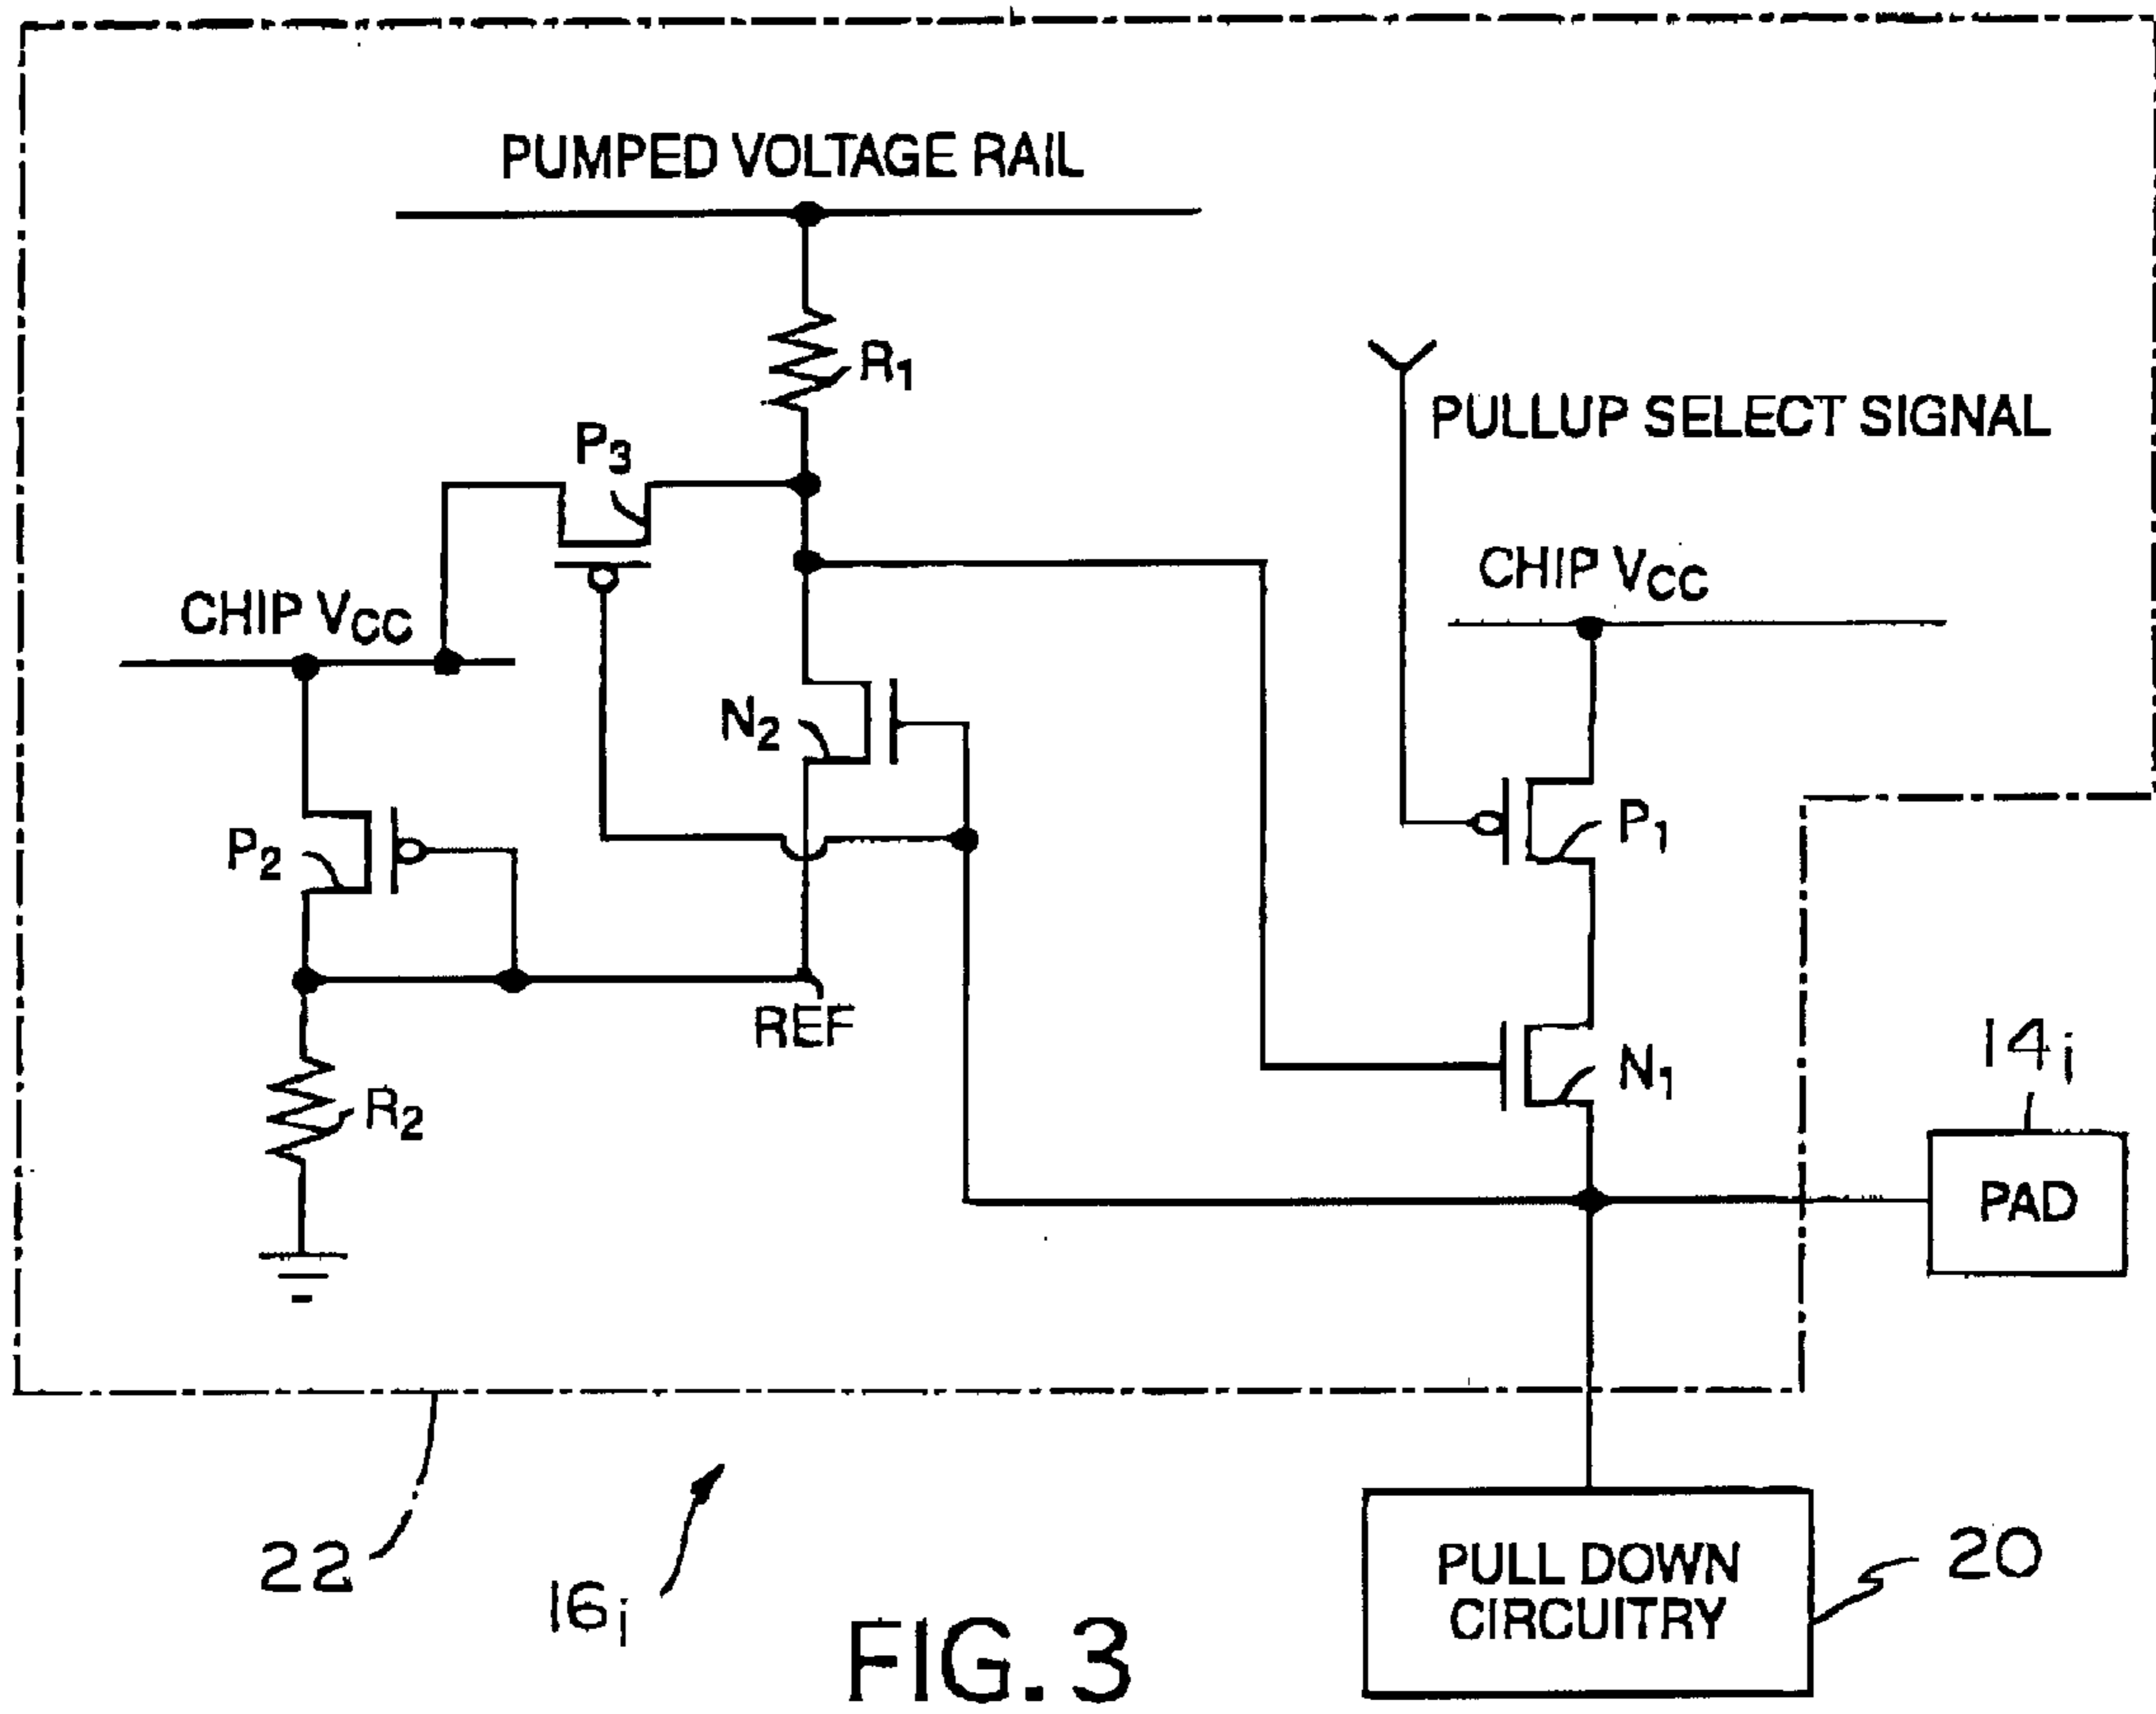 PUMPED VOLTAGE RAIL
R1
P3
PULLUP SELECT SIGNAL
CHIP VCC
CHIP VCC
N2
P2
P1
REF
N1
14i
R2
PAD
22
16i
PULL DOWN
CIRCUITRY
20
FIG. 3